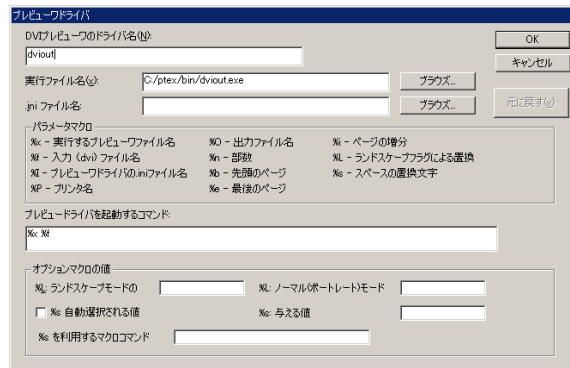 プレビューワドライバ
DVIプレビューワのドライバ名(N):
dviout
OK
キャンセル
実行ファイル名(x):
C:/ptex/bin/dviout.exe
ブラウズ...
.ini ファイル名:
ブラウズ...
元に戻す(v)
パラメータマクロ
%x - 実行するプレビューワファイル名
%O - 出力ファイル名
%i - ページの増分
%f - 入力（dvi）ファイル名
%n - 部数
%L - ランドスケープフラグによる置換
%I - プレビュードライバのiniファイル名
%b - 先頭のページ
%s - スペースの置換文字
%P - プリンタ名
%e - 最後のページ
プレビュードライバを起動するコマンド:
%x %f
オプションマクロの値
%L: ランドスケープモードの
%L: ノーマル(ポートレート)モード
%s 自動選択される値
%s: 与える値
%s を利用するマクロコマンド